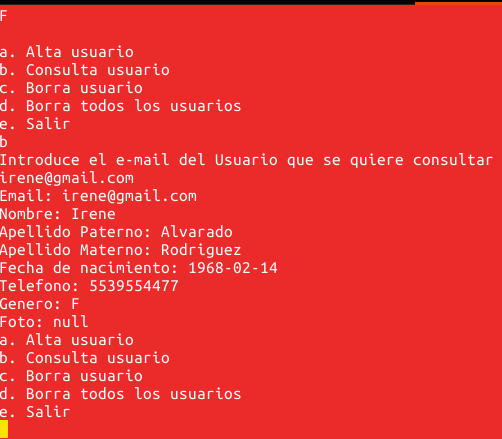 F
a. Alta usuario
b. Consulta usuario
c. Borra usuario
d. Borra todos los usuarios
e. Salir
b
Introduce el e-mail del Usuario que se quiere consultar
irene@gmail.com
Email: irene@gmail.com
Nombre: Irene
Apellido Paterno: Alvarado
Apellido Materno: Rodriguez
Fecha de nacimiento: 1968-02-14
Telefono: 5539554477
Genero: F
Foto: null
a. Alta usuario
b. Consulta usuario
c. Borra usuario
d. Borra todos los usuarios
e. Salir